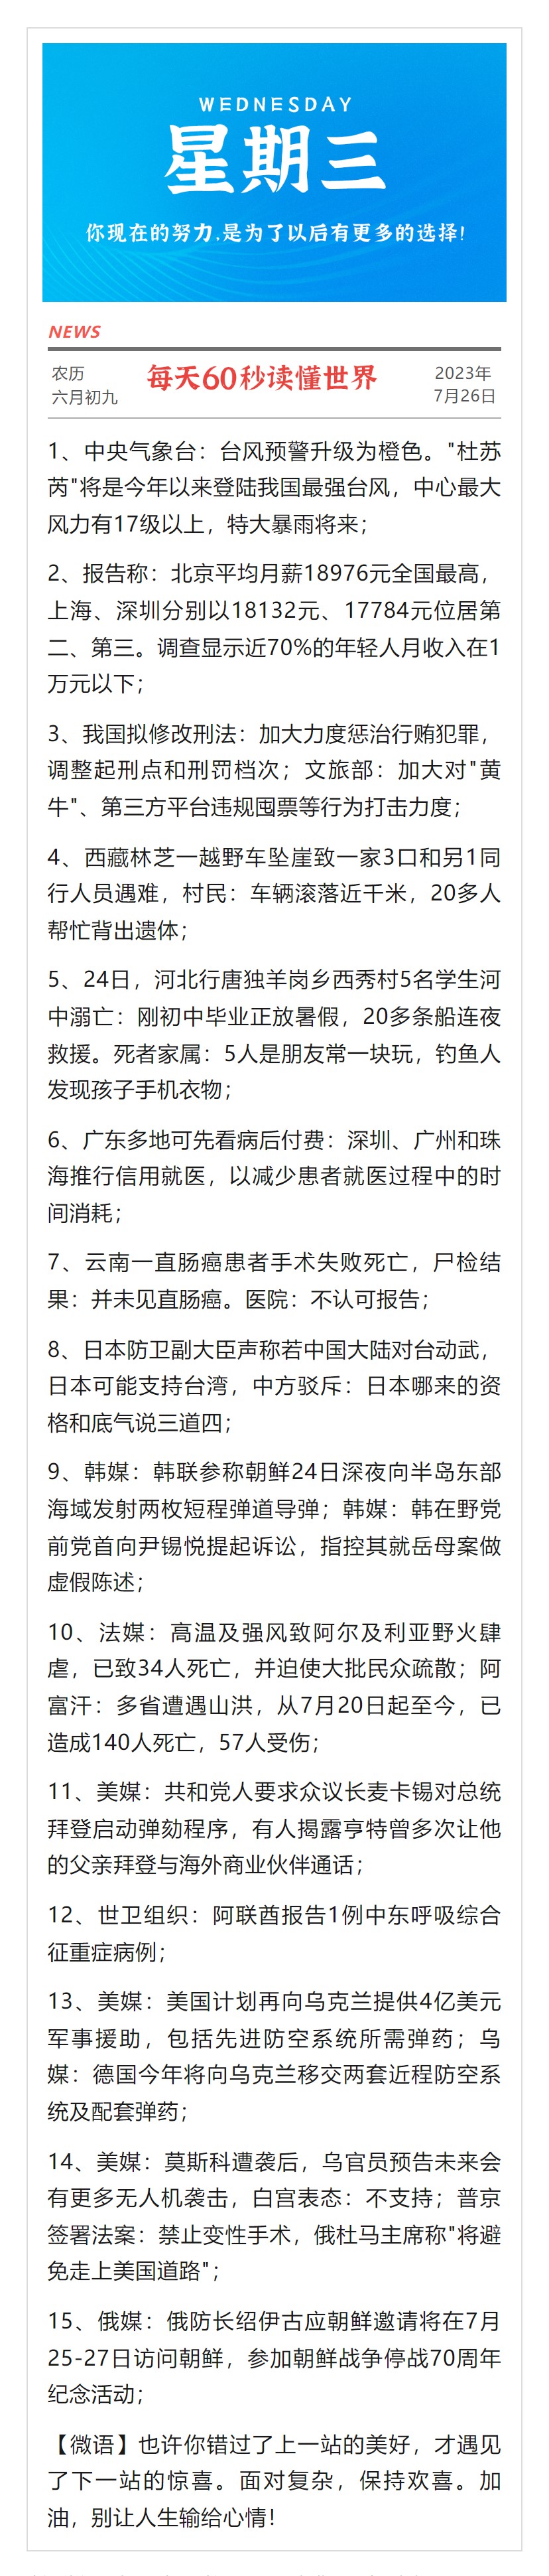 WEDNESDAY
星期三
你现在的努力,是为了以后有更多的选择!
NEWS
农历
六月初九
每天60秒读懂世界
2023年
7月26日
1、中央气象台：台风预警升级为橙色。"杜苏
芮"将是今年以来登陆我国最强台风，中心最大
风力有17级以上，特大暴雨将来；
2、报告称：北京平均月薪18976元全国最高，
上海、深圳分别以18132元、17784元位居第
二、第三。调查显示近70%的年轻人月收入在1
万元以下；
3、我国拟修改刑法：加大力度惩治行贿犯罪，
调整起刑点和刑罚档次；文旅部：加大对"黄
牛"、第三方平台违规囤票等行为打击力度；
4、西藏林芝一越野车坠崖致一家3口和另1同
行人员遇难，村民：车辆滚落近千米，20多人
帮忙背出遗体；
5、24日，河北行唐独羊岗乡西秀村5名学生河
中溺亡：刚初中毕业正放暑假，20多条船连夜
救援。死者家属：5人是朋友常一块玩，钓鱼人
发现孩子手机衣物；
6、广东多地可先看病后付费：深圳、广州和珠
海推行信用就医，以减少患者就医过程中的时
间消耗；
7、云南一直肠癌患者手术失败死亡，尸检结
果：并未见直肠癌。医院：不认可报告；
8、日本防卫副大臣声称若中国大陆对台动武，
日本可能支持台湾，中方驳斥：日本哪来的资
格和底气说三道四；
9、韩媒：韩联参称朝鲜24日深夜向半岛东部
海域发射两枚短程弹道导弹；韩媒：韩在野党
前党首向尹锡悦提起诉讼，指控其就岳母案做
虚假陈述；
10、法媒：高温及强风致阿尔及利亚野火肆
虐，已致34人死亡，并迫使大批民众疏散；阿
富汗：多省遭遇山洪，从7月20日起至今，已
造成140人死亡，57人受伤；
11、美媒：共和党人要求众议长麦卡锡对总统
拜登启动弹劾程序，有人揭露亨特曾多次让他
的父亲拜登与海外商业伙伴通话；
12、世卫组织：阿联酋报告1例中东呼吸综合
征重症病例；
13、美媒：美国计划再向乌克兰提供4亿美元
军事援助，包括先进防空系统所需弹药；乌
媒：德国今年将向乌克兰移交两套近程防空系
统及配套弹药；
14、美媒：莫斯科遭袭后，乌官员预告未来会
有更多无人机袭击，白宫表态：不支持；普京
签署法案：禁止变性手术，俄杜马主席称"将避
免走上美国道路"；
15、俄媒：俄防长绍伊古应朝鲜邀请将在7月
25-27日访问朝鲜，参加朝鲜战争停战70周年
纪念活动；
【微语】也许你错过了上一站的美好，才遇见
了下一站的惊喜。面对复杂，保持欢喜。加
油，别让人生输给心情！